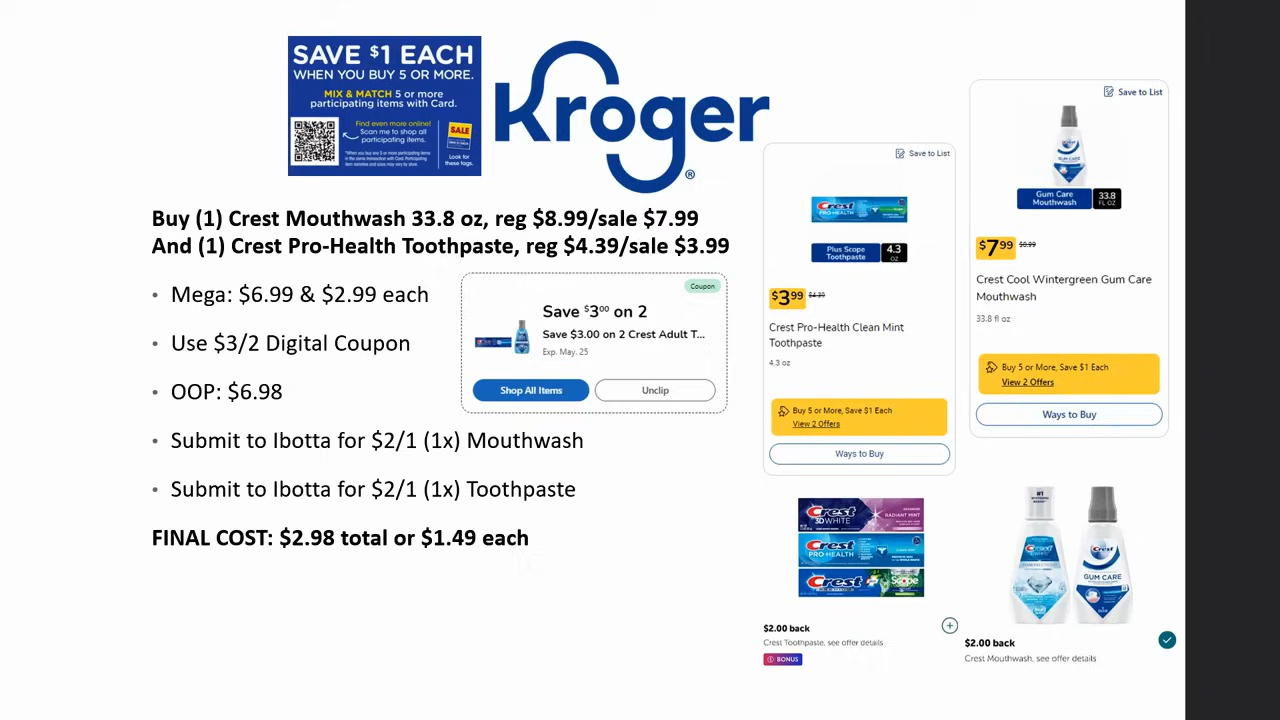 SAVE $1 EACH
WHEN YOU BUY 5 OR MORE.
MIX & MATCH 5 or more
participating items with Card.
Find even more online!
Scan me to shop all
participating items.
SALE
Look for
these tags.
Kroger
®
Buy (1) Crest Mouthwash 33.8 oz, reg $8.99/sale $7.99
And (1) Crest Pro-Health Toothpaste, reg $4.39/sale $3.99
• Mega: $6.99 & $2.99 each
• Use $3/2 Digital Coupon
• OOP: $6.98
• Submit to Ibotta for $2/1 (1x) Mouthwash
• Submit to Ibotta for $2/1 (1x) Toothpaste
FINAL COST: $2.98 total or $1.49 each
Coupon
Save $3⁰⁰ on 2
Save $3.00 on 2 Crest Adult T...
Exp. May. 25
Shop All Items
Unclip
Save to List
Crest
PRO-HEALTH
Plus Scope
Toothpaste
4.3
OZ
$3⁹⁹ $4.39
Crest Pro-Health Clean Mint
Toothpaste
4.3 oz
Buy 5 or More, Save $1 Each
View 2 Offers
Ways to Buy
Save to List
Crest
GUM CARE
Gum Care
Mouthwash
33.8
FL OZ
$7⁹⁹ $8.99
Crest Cool Wintergreen Gum Care
Mouthwash
33.8 fl oz
Buy 5 or More, Save $1 Each
View 2 Offers
Ways to Buy
Crest
3DWHITE
RADIANT MINT
Crest
PRO-HEALTH
Crest
Scope
$2.00 back
Crest Toothpaste, see offer details
BONUS
#1
Crest
GUM CARE
$2.00 back
Crest Mouthwash, see offer details